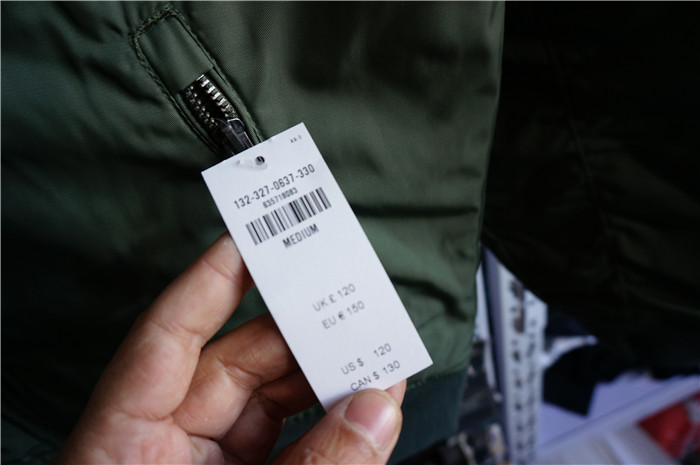 132-327-0637-330
635718083
MEDIUM
UK £ 120
EU € 150
US $ 120
CAN $ 130